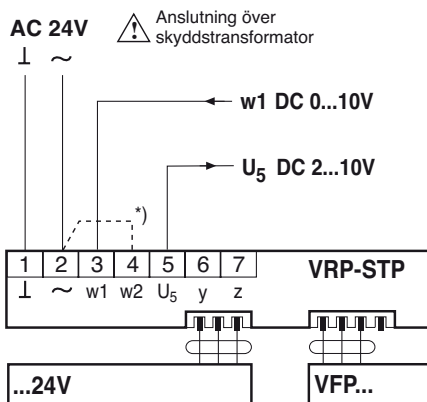 AC 24V
⊥ ~
Anslutning över
skyddstransformator
w1 DC 0...10V
U5 DC 2...10V
*)
1 2 3 4 5 6 7
⊥ ~ w1 w2 U5 y z
VRP-STP
...24V
VFP...